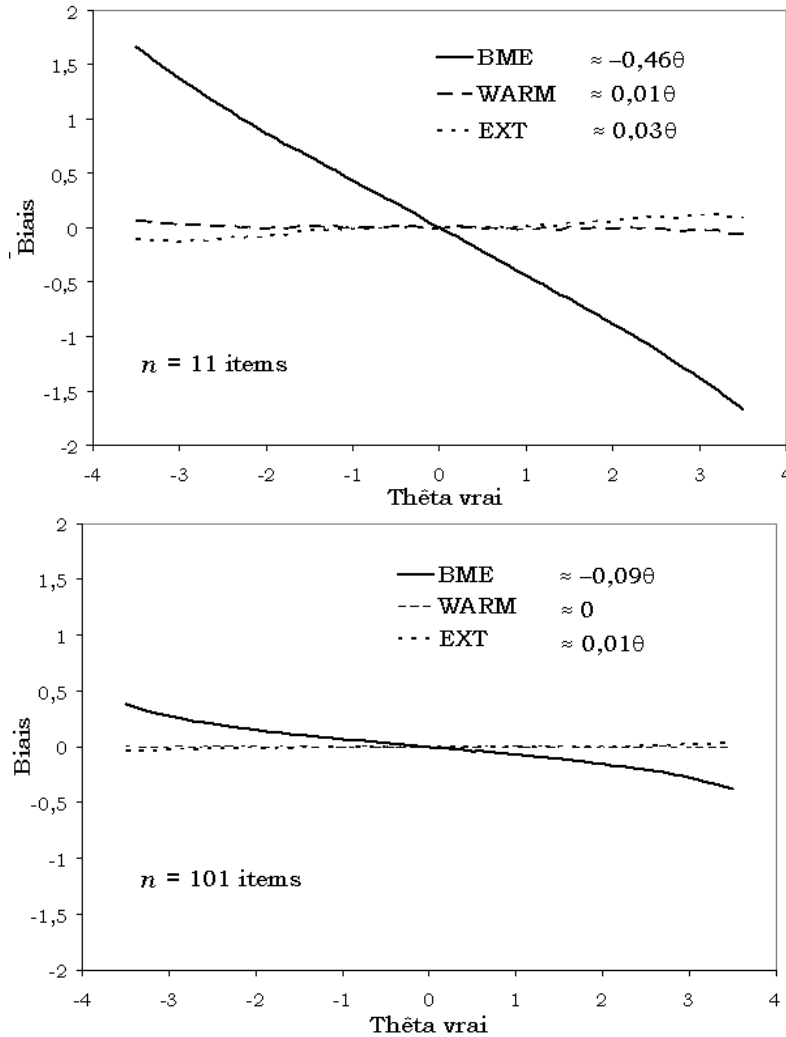 2
1,5
1
0,5
0
-0,5
-1
-1,5
-2
Biais
BME ≈ –0,46θ
WARM ≈ 0,01θ
EXT ≈ 0,03θ
n = 11 items
-4 -3 -2 -1 0 1 2 3 4
Thêta vrai
2
1,5
1
0,5
0
-0,5
-1
-1,5
-2
Biais
BME ≈ –0,09θ
WARM ≈ 0
EXT ≈ 0,01θ
n = 101 items
-4 -3 -2 -1 0 1 2 3 4
Thêta vrai